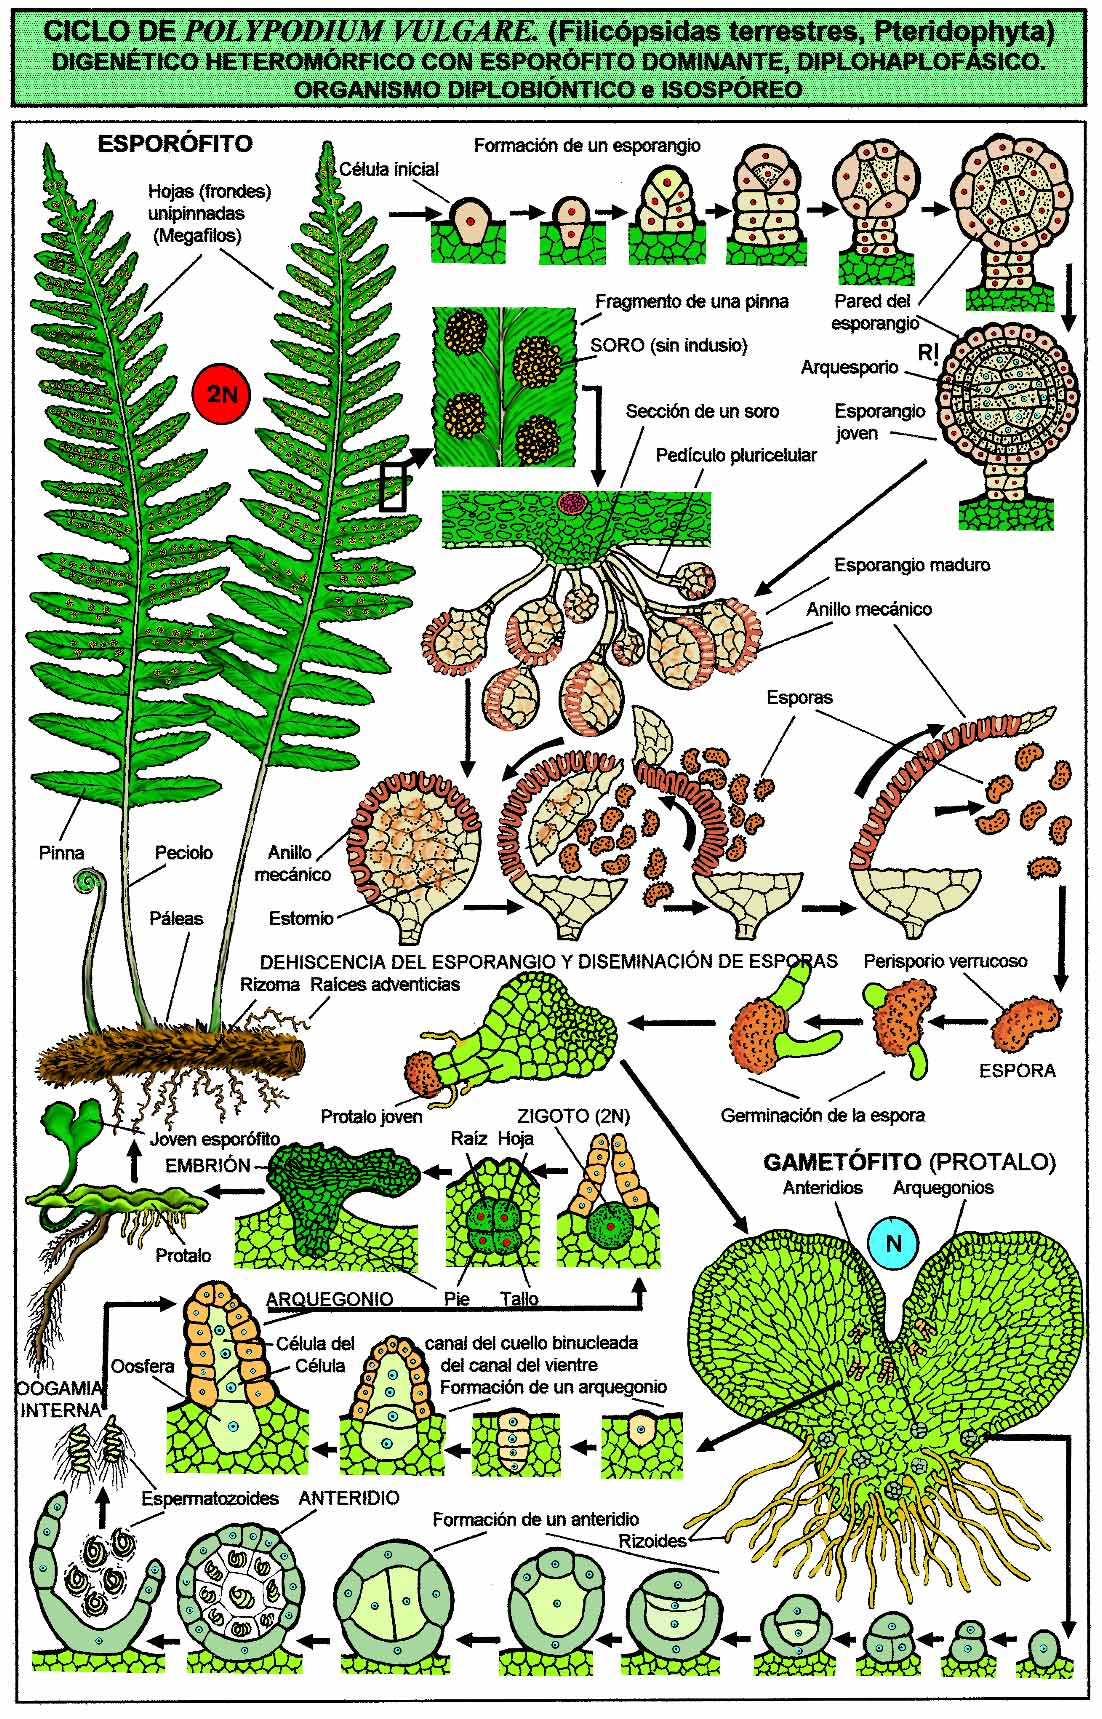 CICLO DE POLYPODIUM VULGARE. (Filicópsidas terrestres, Pteridophyta)
DIGENÉTICO HETEROMÓRFICO CON ESPORÓFITO DOMINANTE, DIPLOHAPLOFÁSICO.
ORGANISMO DIPLOBIÓNTICO e ISOSPÓREO
ESPORÓFITO
Formación de un esporangio
Célula inicial
Hojas (frondes)
unipinnadas
(Megafilos)
Fragmento de una pinna
Pared del
esporangio
SORO (sin indusio)
R!
Arquesporio
2N
Sección de un soro
Esporangio
joven
Pedículo pluricelular
Esporangio maduro
Anillo mecánico
Esporas
Pinna
Peciolo
Anillo
mecánico
Páleas
Estomio
DEHISCENCIA DEL ESPORANGIO Y DISEMINACIÓN DE ESPORAS
Perisporio verrucoso
Rizoma
Raíces adventicias
ESPORA
Protalo joven
Germinación de la espora
ZIGOTO (2N)
Joven esporófito
Raíz
Hoja
EMBRIÓN
GAMETÓFITO (PROTALO)
Anteridios
Arquegonios
N
Protalo
ARQUEGONIO
Pie
Tallo
Célula del
canal del cuello binucleada
Oosfera
Célula
del canal del vientre
OOGAMIA
INTERNA
Formación de un arquegonio
Espermatozoides
ANTERIDIO
Formación de un anteridio
Rizoides